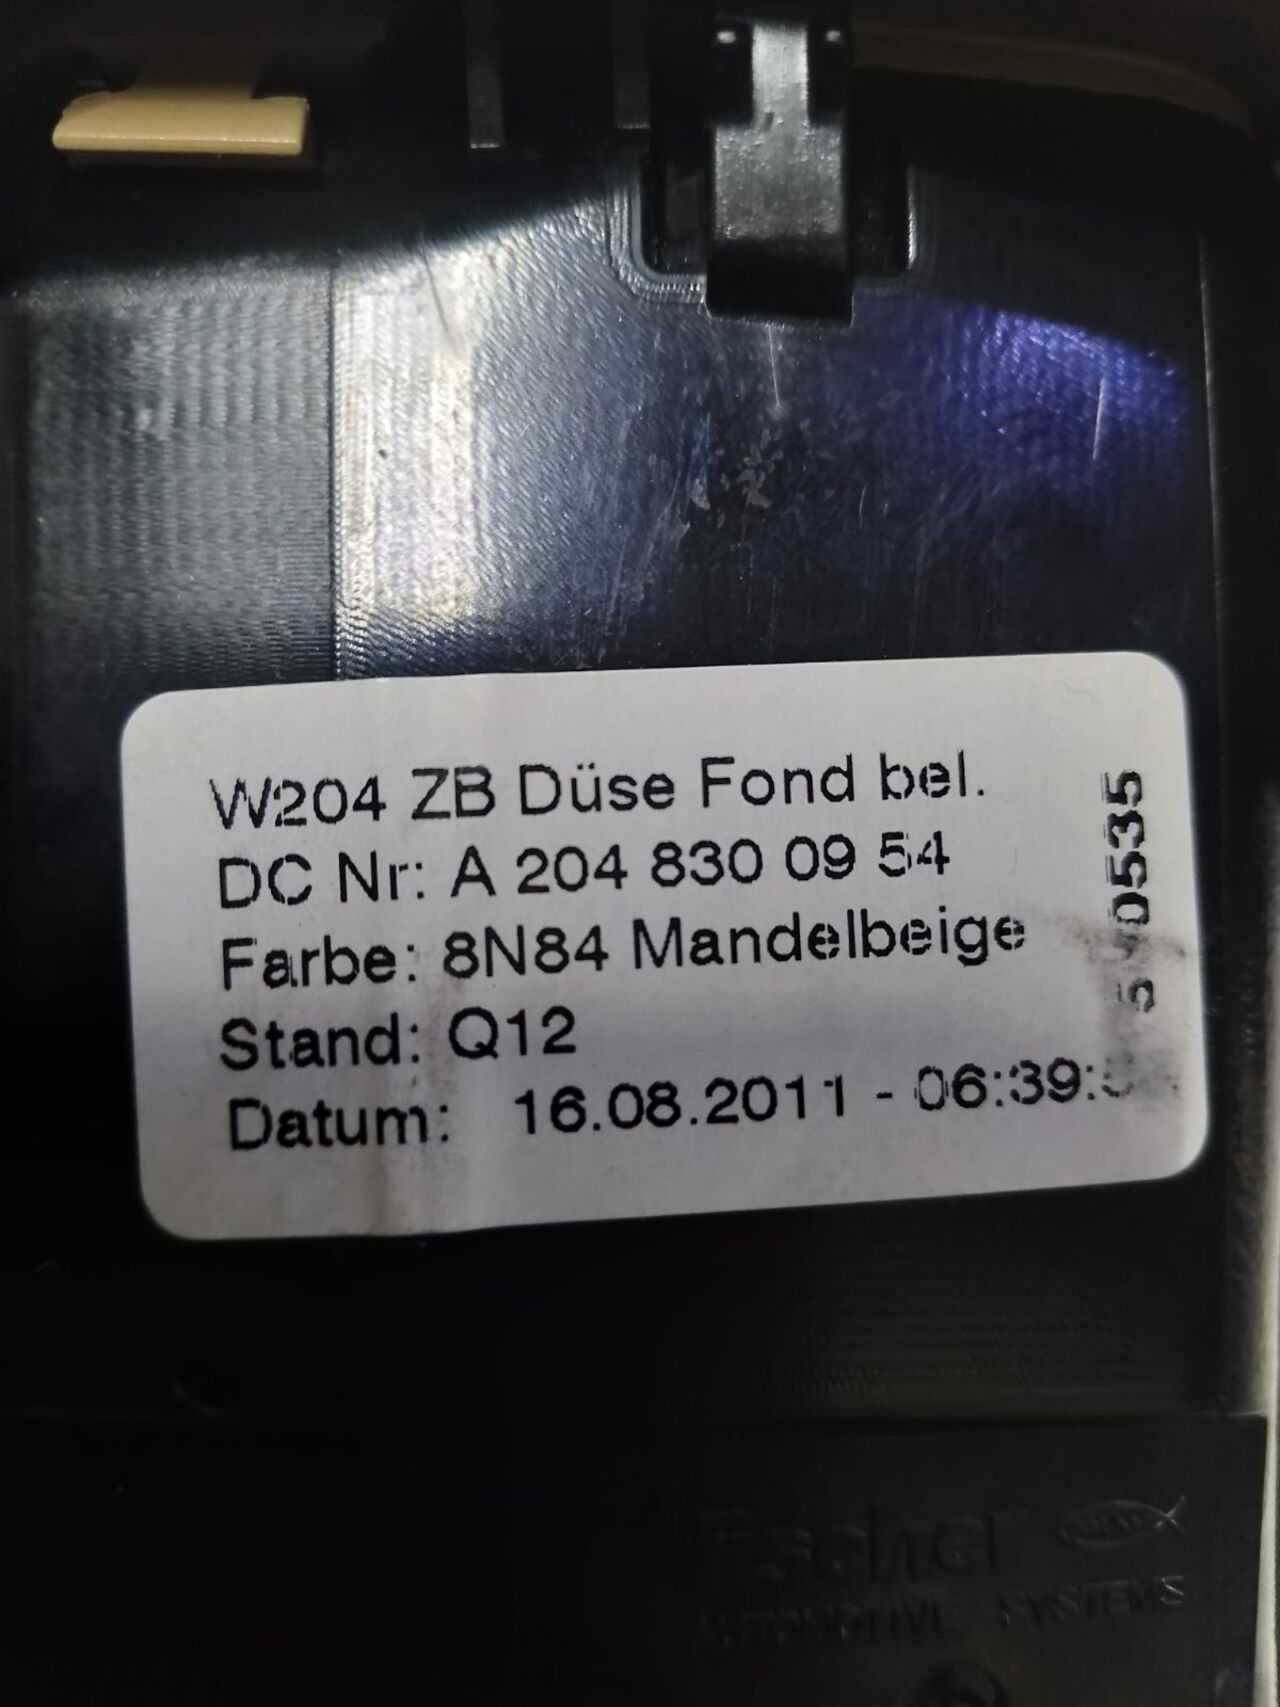 W204 ZB Düse Fond bel.
DC Nr: A 204 830 09 54
Farbe: 8N84 Mandelbeige
Stand: Q12
Datum: 16.08.2011 - 06:39:
fischer
AUTOMOTIVE SYSTEMS